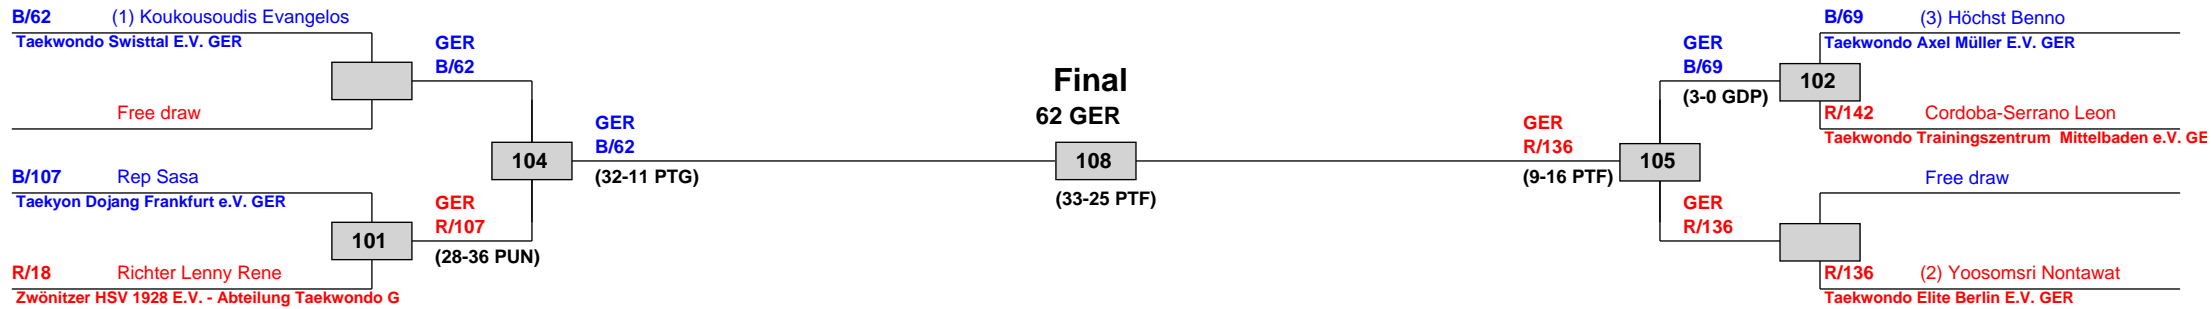 B/62 (1) Koukousoudis Evangelos
Taekwondo Swisttal E.V. GER
GER
B/62
Free draw
GER
B/62
104
(32-11 PTG)
B/107 Rep Sasa
Taekyon Dojang Frankfurt e.V. GER
GER
R/107
101
(28-36 PUN)
R/18 Richter Lenny Rene
Zwönitzer HSV 1928 E.V. - Abteilung Taekwondo G
Final
62 GER
108
(33-25 PTF)
B/69 (3) Höchst Benno
Taekwondo Axel Müller E.V. GER
GER
B/69
102
(3-0 GDP)
R/142 Cordoba-Serrano Leon
Taekwondo Trainingszentrum Mittelbaden e.V. GE
GER
R/136
105
(9-16 PTF)
Free draw
GER
R/136
R/136 (2) Yoosomsri Nontawat
Taekwondo Elite Berlin E.V. GER